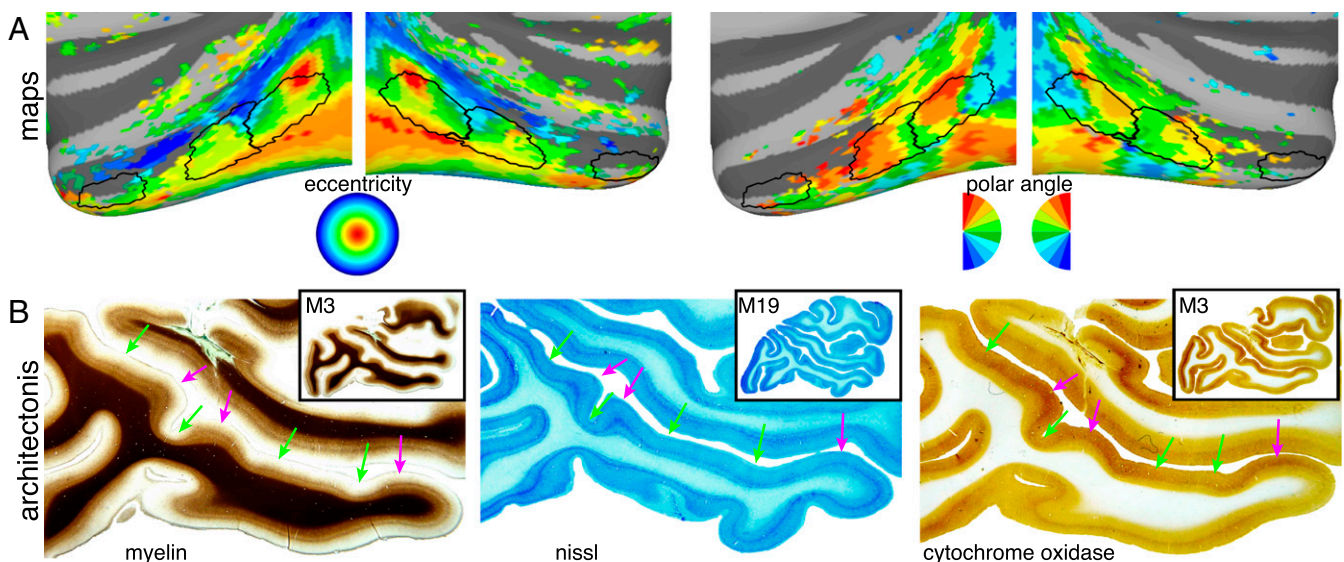 A
maps
eccentricity
polar angle
B
architectonis
M3
M19
M3
myelin
nissl
cytochrome oxidase